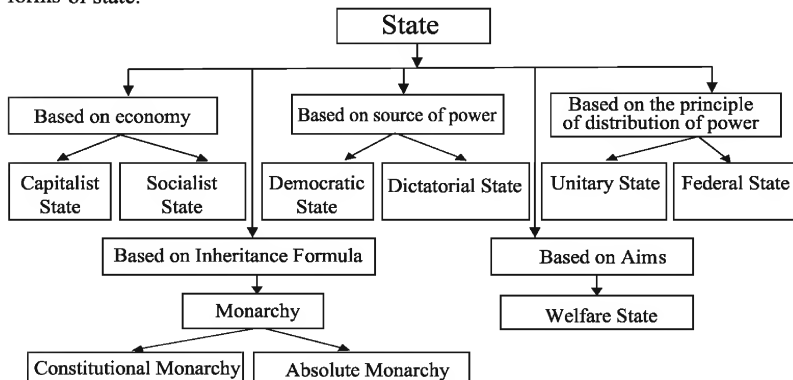 forms of state.
State
Based on economy
Based on source of power
Based on the principle
of distribution of power
Capitalist
State
Socialist
State
Democratic
State
Dictatorial State
Unitary State
Federal State
Based on Inheritance Formula
Based on Aims
Monarchy
Welfare State
Constitutional Monarchy
Absolute Monarchy